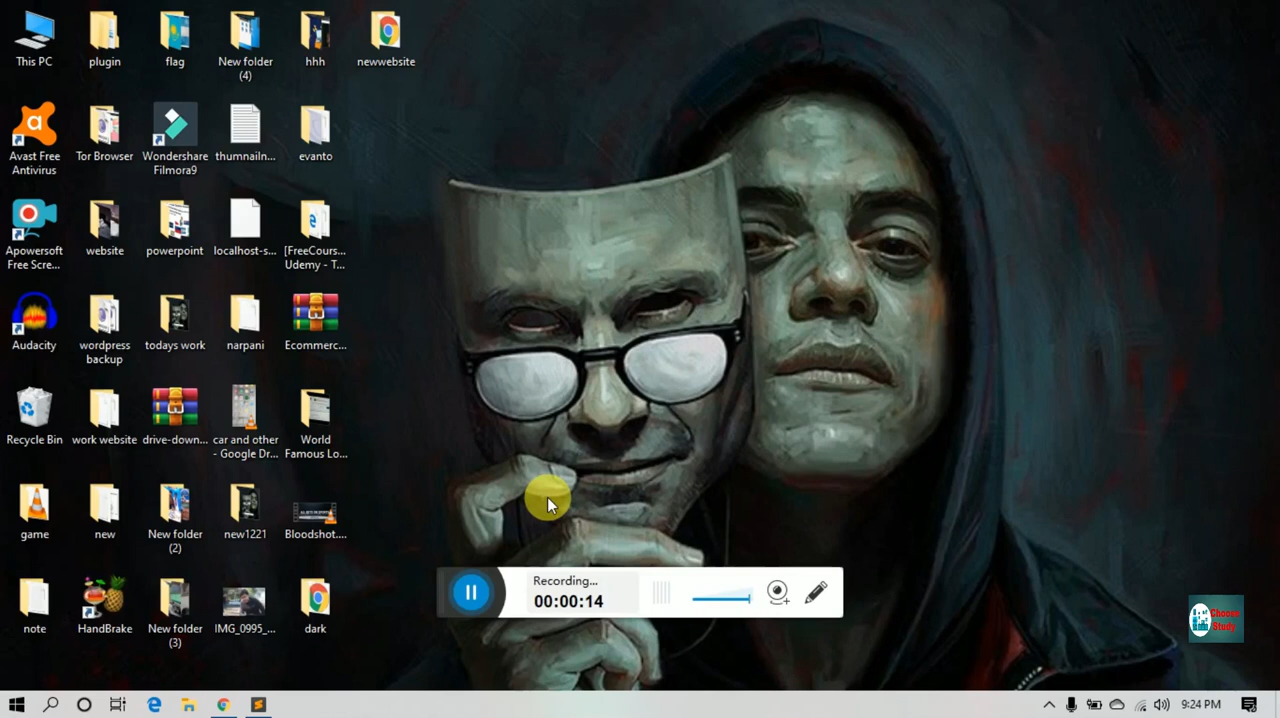 This PC
plugin
flag
New folder
(4)
hhh
newwebsite
Avast Free
Antivirus
Tor Browser
Wondershare
Filmora9
thumnailn...
evanto
Apowersoft
Free Scre...
website
powerpoint
localhost-s...
[FreeCours...
Udemy - T...
Audacity
wordpress
backup
todays work
narpani
Ecommerc...
Recycle Bin
work website
drive-down...
car and other
- Google Dr...
World
Famous Lo...
game
new
New folder
(2)
new1221
Bloodshot....
note
HandBrake
New folder
(3)
IMG_0995_...
dark
Recording...
00:00:14
Choose
Study
9:24 PM